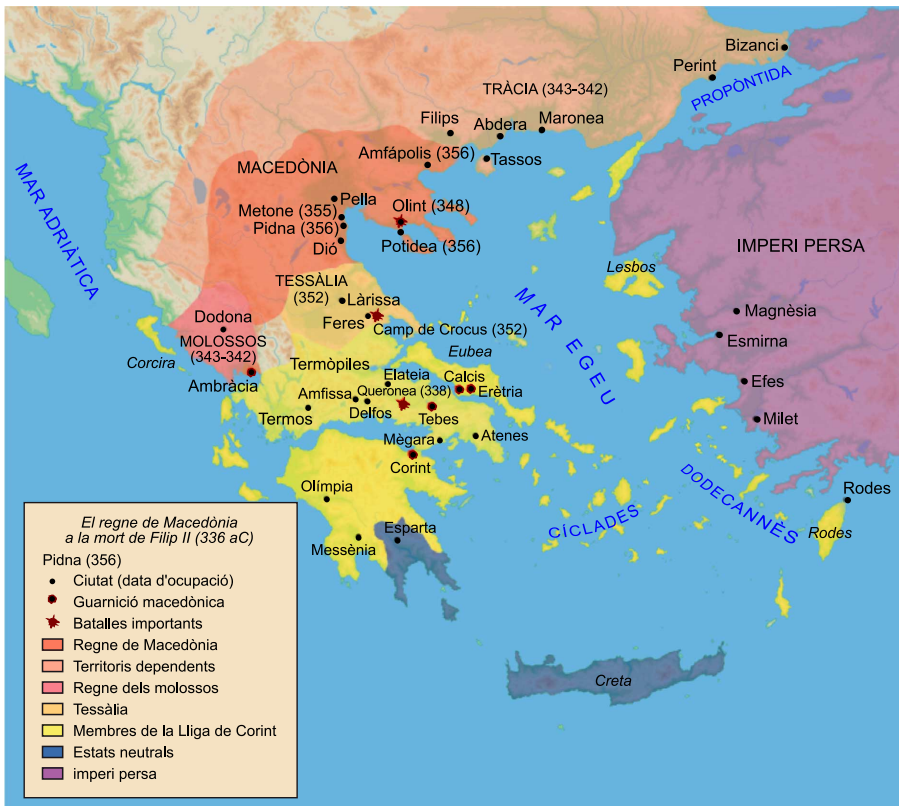 Bizanci
Perint
PROPÒNTIDA
TRÀCIA (343-342)
Filips
Abdera
Maronea
Amfápolis (356)
Tassos
MACEDÒNIA
MAR ADRIÀTICA
Pella
Metone (355)
Olint (348)
Pidna (356)
Dió
Potidea (356)
IMPERI PERSA
TESSÀLIA
(352)
Làrissa
Lesbos
MAR EGEU
Feres
Camp de Crocus (352)
Magnèsia
Dodona
MOLOSSOS
(343-342)
Esmirna
Corcira
Termòpiles
Eubea
Ambràcia
Elateia
Calcis
Efes
Amfissa
Queronea (338)
Erètria
Termos
Delfos
Tebes
Milet
Mègara
Atenes
Corint
Olímpia
DODECANNÈS
Rodes
CÍCLADES
Esparta
Rodes
Messènia
Creta
El regne de Macedònia
a la mort de Filip II (336 aC)
Pidna (356)
Ciutat (data d'ocupació)
Guarnició macedònica
Batalles importants
Regne de Macedònia
Territoris dependents
Regne dels molossos
Tessàlia
Membres de la Lliga de Corint
Estats neutrals
imperi persa